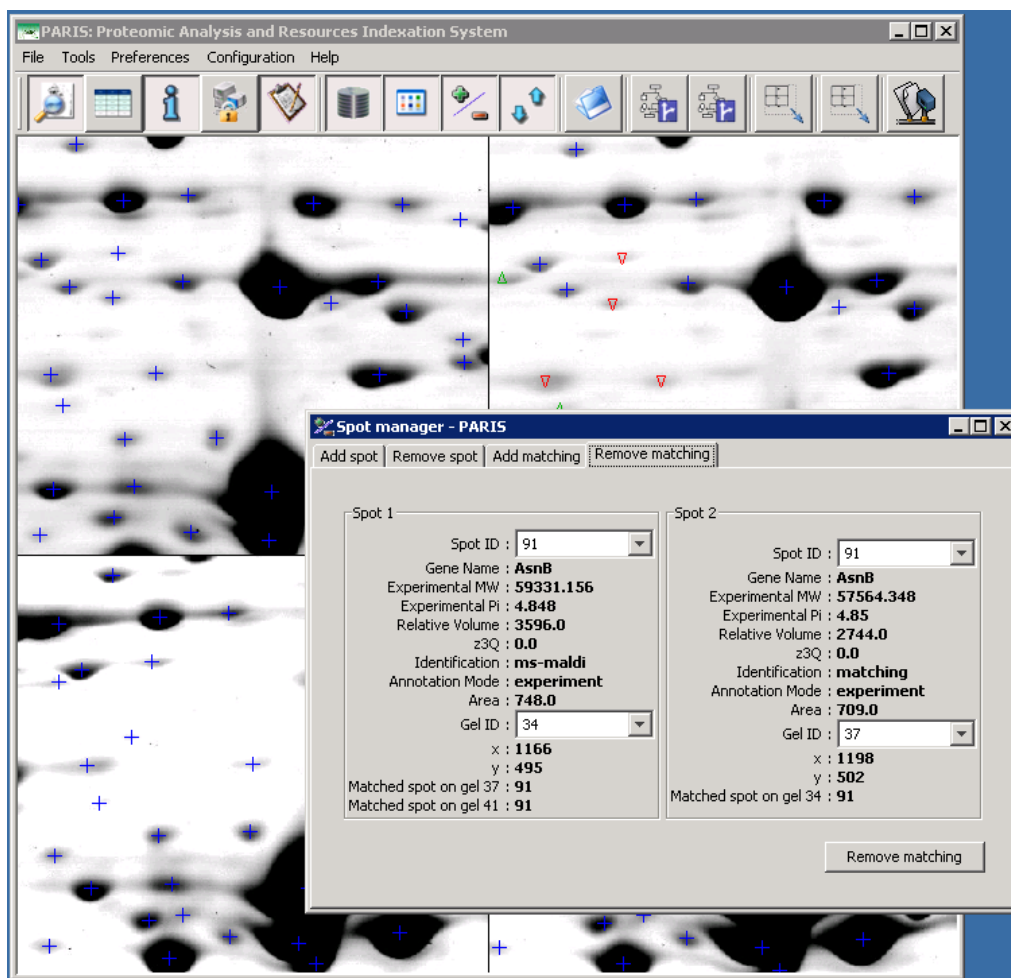 PARIS: Proteomic Analysis and Resources Indexation System
File Tools Preferences Configuration Help
Spot manager - PARIS
Add spot Remove spot Add matching Remove matching
Spot 1
Spot ID : 91
Gene Name : AsnB
Experimental MW : 59331.156
Experimental Pi : 4.848
Relative Volume : 3596.0
z3Q : 0.0
Identification : ms-maldi
Annotation Mode : experiment
Area : 748.0
Gel ID : 34
x : 1166
y : 495
Matched spot on gel 37 : 91
Matched spot on gel 41 : 91
Spot 2
Spot ID : 91
Gene Name : AsnB
Experimental MW : 57564.348
Experimental Pi : 4.85
Relative Volume : 2744.0
z3Q : 0.0
Identification : matching
Annotation Mode : experiment
Area : 709.0
Gel ID : 37
x : 1198
y : 502
Matched spot on gel 34 : 91
Remove matching